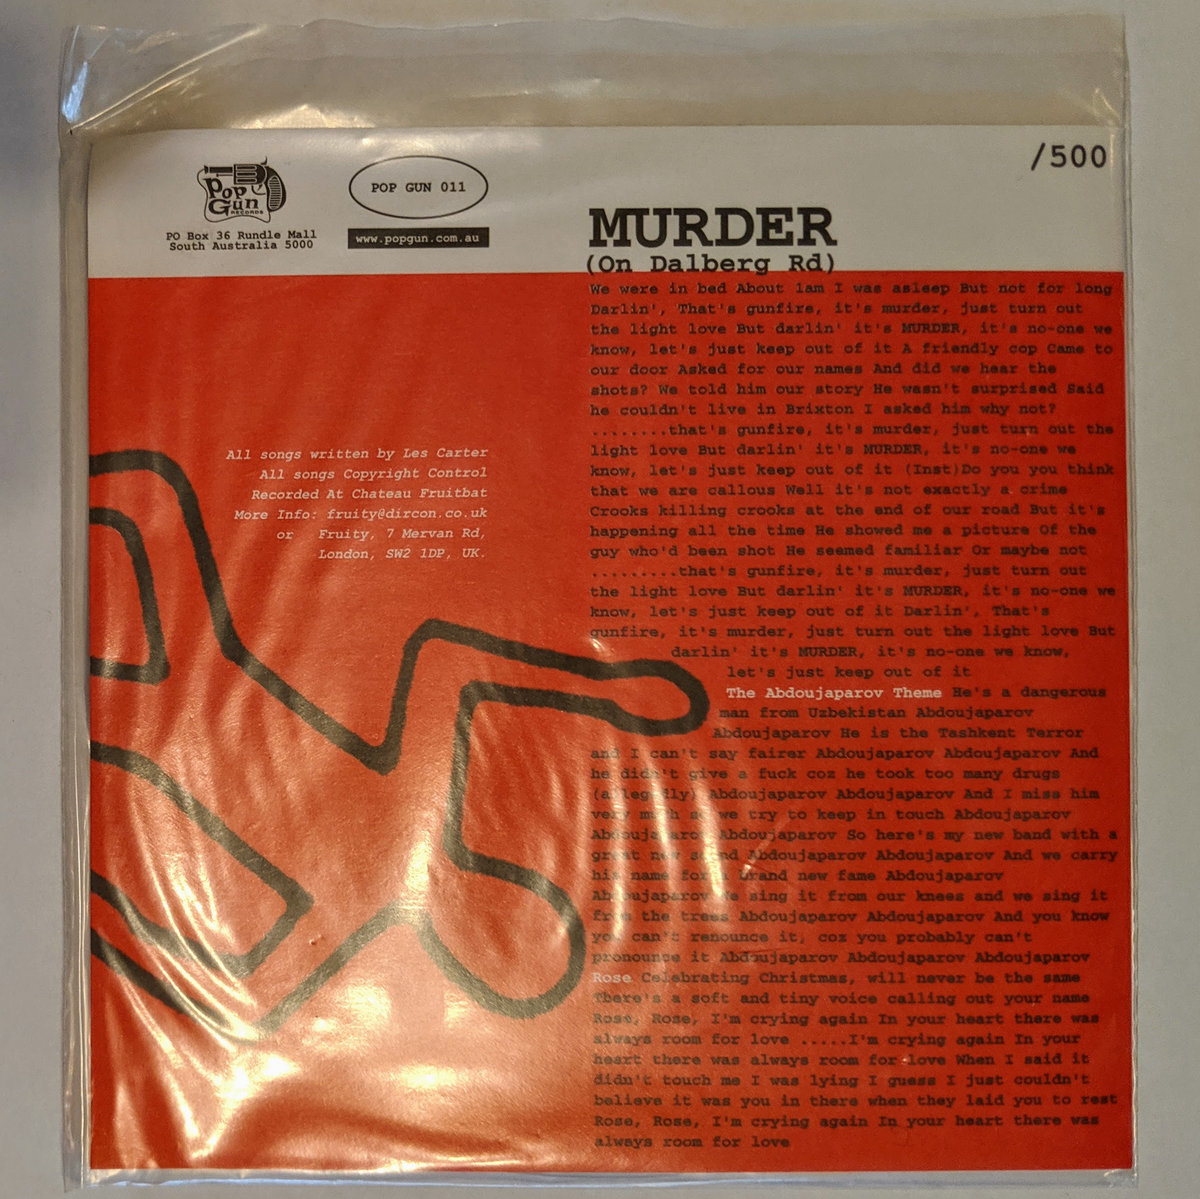 /500
Pop
Gun
RECORDS
PO Box 36 Rundle Mall
South Australia 5000
POP GUN 011
www.popgun.com.au
MURDER
(On Dalberg Rd)
All songs written by Les Carter
All songs Copyright Control
Recorded At Chateau Fruitbat
More Info: fruity@dircon.co.uk
or Fruity, 7 Mervan Rd,
London, SW2 1DP, UK.
We were in bed About 1am I was asleep But not for long
Darlin', That's gunfire, it's murder, just turn out
the light love But darlin' it's MURDER, it's no-one we
know, let's just keep out of it A friendly cop Came to
our door Asked for our names And did we hear the
shots? We told him our story He wasn't surprised Said
he couldn't live in Brixton I asked him why not?
........that's gunfire, it's murder, just turn out the
light love But darlin' it's MURDER, it's no-one we
know, let's just keep out of it (Inst)Do you you think
that we are callous Well it's not exactly a crime
Crooks killing crooks at the end of our road But it's
happening all the time He showed me a picture Of the
guy who'd been shot He seemed familiar Or maybe not
.........that's gunfire, it's murder, just turn out
the light love But darlin' it's MURDER, it's no-one we
know, let's just keep out of it Darlin', That's
gunfire, it's murder, just turn out the light love But
darlin' it's MURDER, it's no-one we know,
let's just keep out of it
The Abdoujaparov Theme He's a dangerous
man from Uzbekistan Abdoujaparov
Abdoujaparov He is the Tashkent Terror
and I can't say fairer Abdoujaparov Abdoujaparov And
he didn't give a fuck coz he took too many drugs
(allegedly) Abdoujaparov Abdoujaparov And I miss him
very much so we try to keep in touch Abdoujaparov
Abdoujaparov Abdoujaparov So here's my new band with a
great new sound Abdoujaparov Abdoujaparov And we carry
his name for a brand new fame Abdoujaparov
Abdoujaparov We sing it from our knees and we sing it
from the trees Abdoujaparov Abdoujaparov And you know
you can't renounce it, coz you probably can't
pronounce it Abdoujaparov Abdoujaparov Abdoujaparov
Rose Celebrating Christmas, will never be the same
There's a soft and tiny voice calling out your name
Rose, Rose, I'm crying again In your heart there was
always room for love .....I'm crying again In your
heart there was always room for love When I said it
didn't touch me I was lying I guess I just couldn't
believe it was you in there when they laid you to rest
Rose, Rose, I'm crying again In your heart there was
always room for love